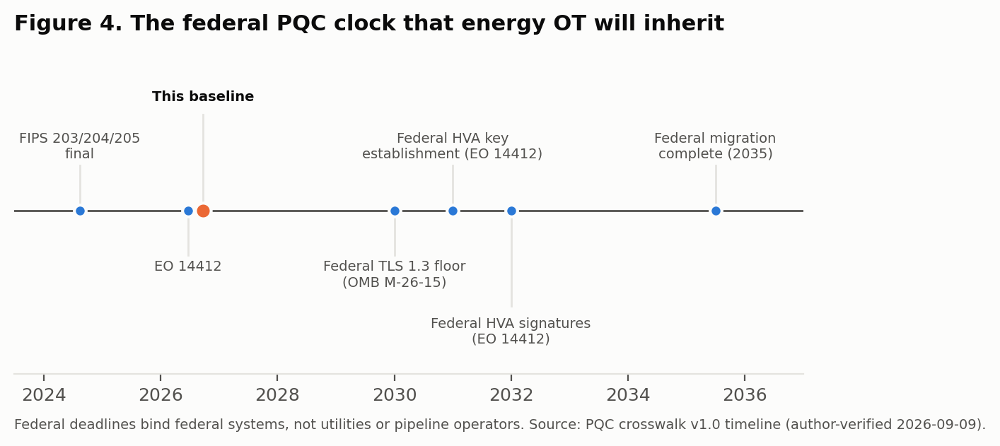 Figure 4. The federal PQC clock that energy OT will inherit
This baseline
FIPS 203/204/205
final
Federal HVA key
establishment (EO 14412)
Federal migration
complete (2035)
EO 14412
Federal TLS 1.3 floor
(OMB M-26-15)
Federal HVA signatures
(EO 14412)
2024 2026 2028 2030 2032 2034 2036
Federal deadlines bind federal systems, not utilities or pipeline operators. Source: PQC crosswalk v1.0 timeline (author-verified 2026-09-09).